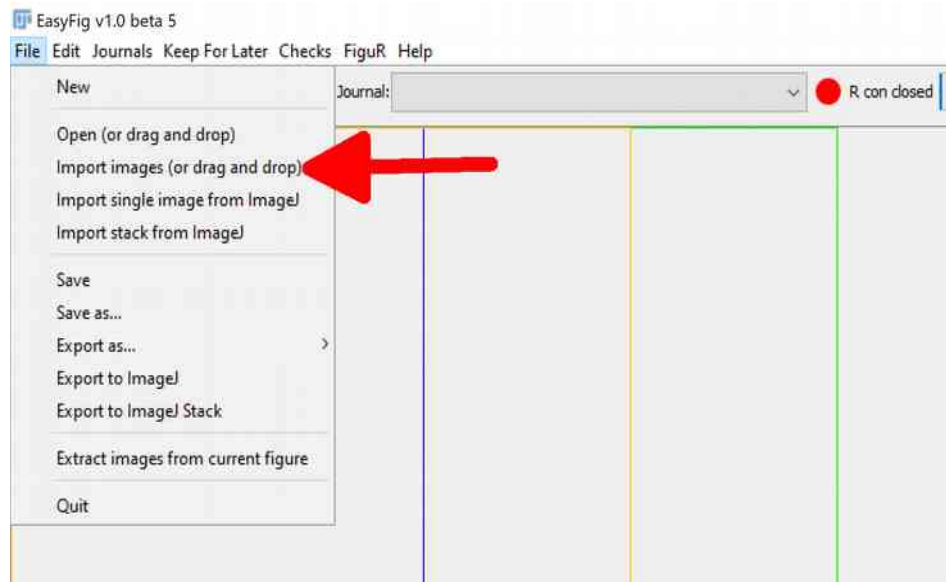 EasyFig v1.0 beta 5
File Edit Journals Keep For Later Checks FiguR Help
New
Journal:
R con closed
Open (or drag and drop)
Import images (or drag and drop)
Import single image from ImageJ
Import stack from ImageJ
Save
Save as...
Export as...
Export to ImageJ
Export to ImageJ Stack
Extract images from current figure
Quit